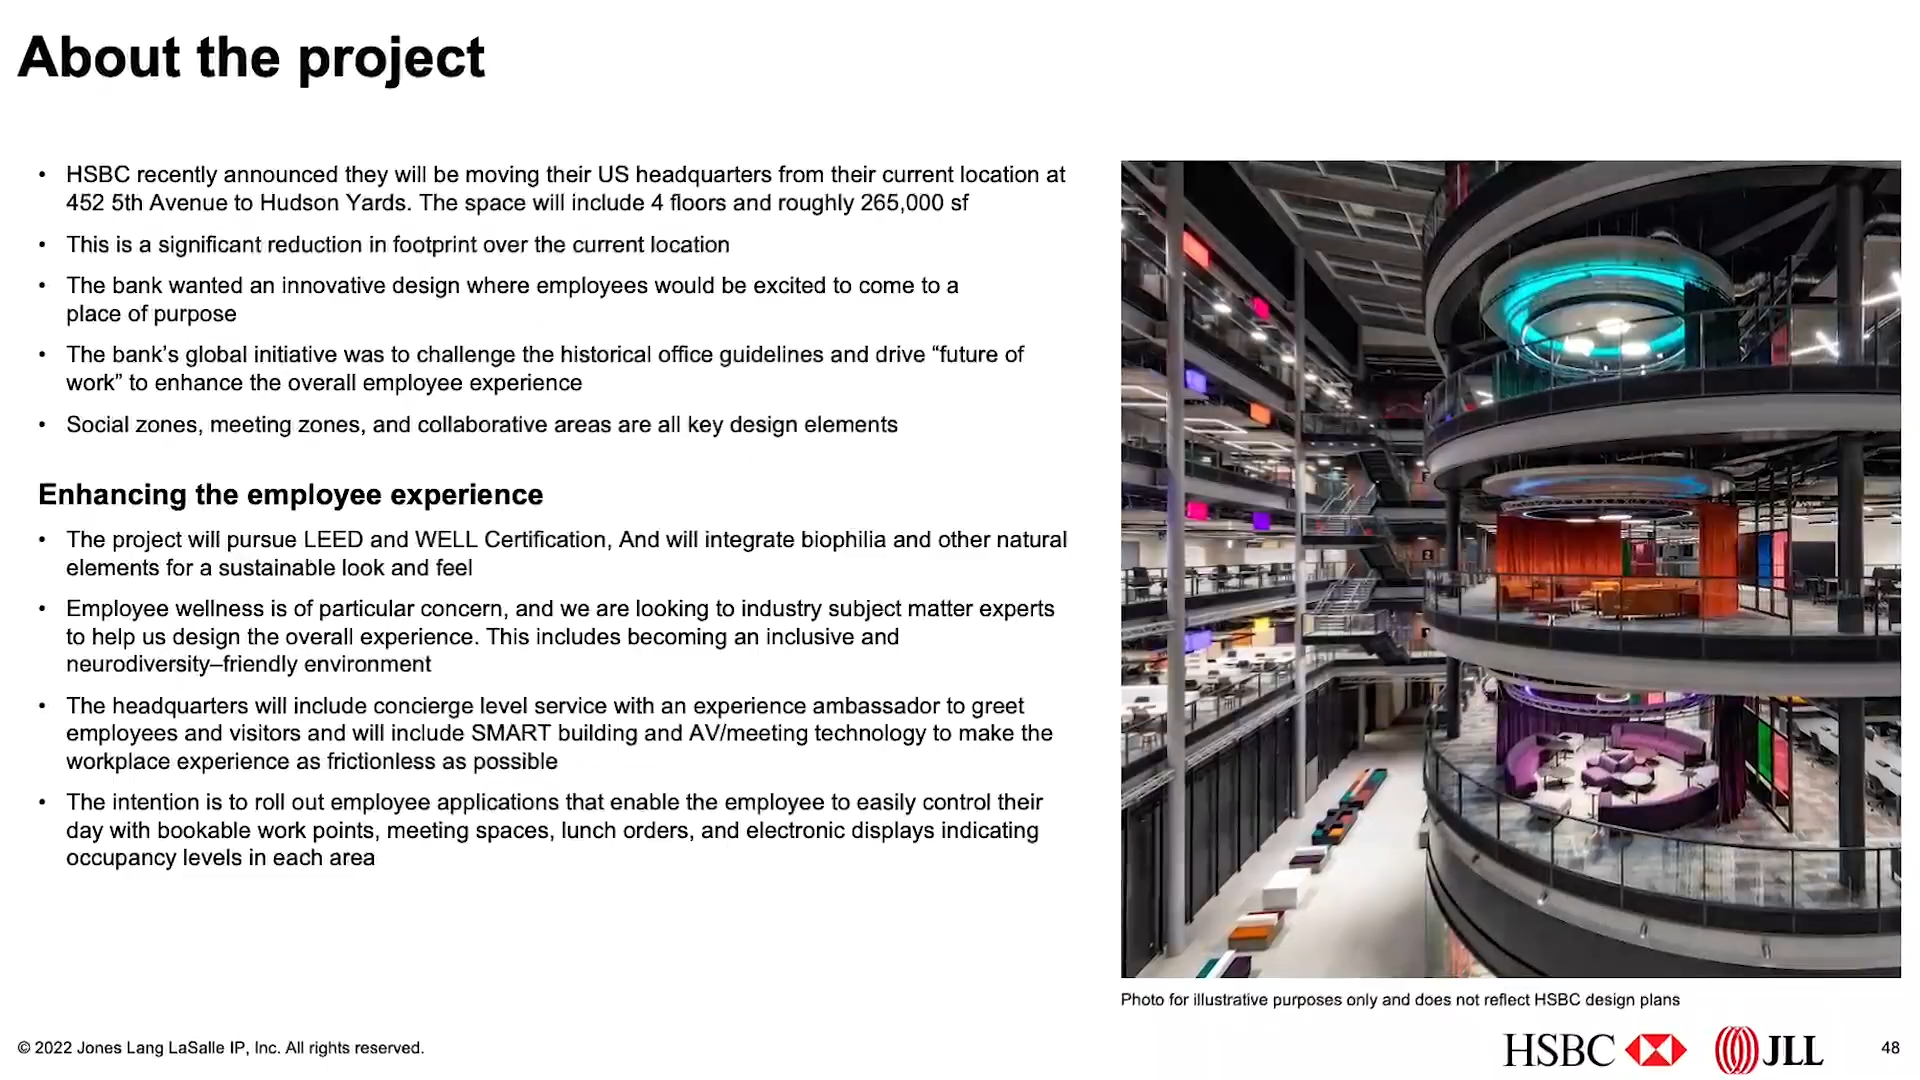 About the project
• HSBC recently announced they will be moving their US headquarters from their current location at
452 5th Avenue to Hudson Yards. The space will include 4 floors and roughly 265,000 sf
• This is a significant reduction in footprint over the current location
• The bank wanted an innovative design where employees would be excited to come to a
place of purpose
• The bank’s global initiative was to challenge the historical office guidelines and drive “future of
work” to enhance the overall employee experience
• Social zones, meeting zones, and collaborative areas are all key design elements
Enhancing the employee experience
• The project will pursue LEED and WELL Certification, And will integrate biophilia and other natural
elements for a sustainable look and feel
• Employee wellness is of particular concern, and we are looking to industry subject matter experts
to help us design the overall experience. This includes becoming an inclusive and
neurodiversity–friendly environment
• The headquarters will include concierge level service with an experience ambassador to greet
employees and visitors and will include SMART building and AV/meeting technology to make the
workplace experience as frictionless as possible
• The intention is to roll out employee applications that enable the employee to easily control their
day with bookable work points, meeting spaces, lunch orders, and electronic displays indicating
occupancy levels in each area
Photo for illustrative purposes only and does not reflect HSBC design plans
© 2022 Jones Lang LaSalle IP, Inc. All rights reserved.
HSBC
JLL
48